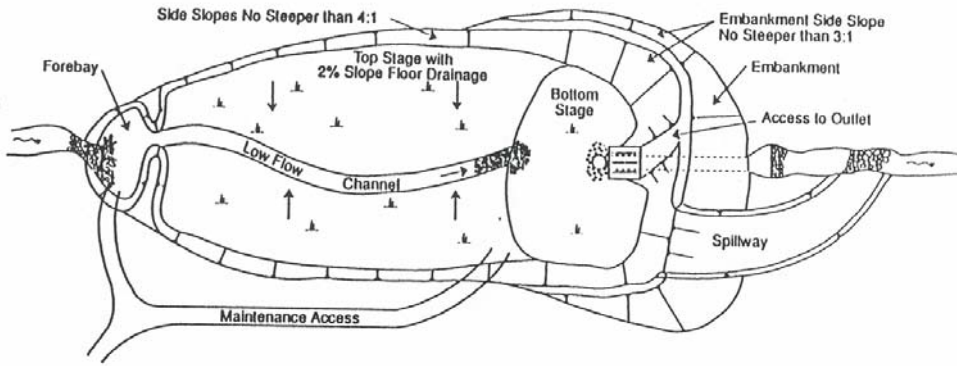 Side Slopes No Steeper than 4:1
Embankment Side Slope
No Steeper than 3:1
Top Stage with
2% Slope Floor Drainage
Forebay
Embankment
Bottom
Stage
Access to Outlet
Low Flow
Channel
Spillway
Maintenance Access